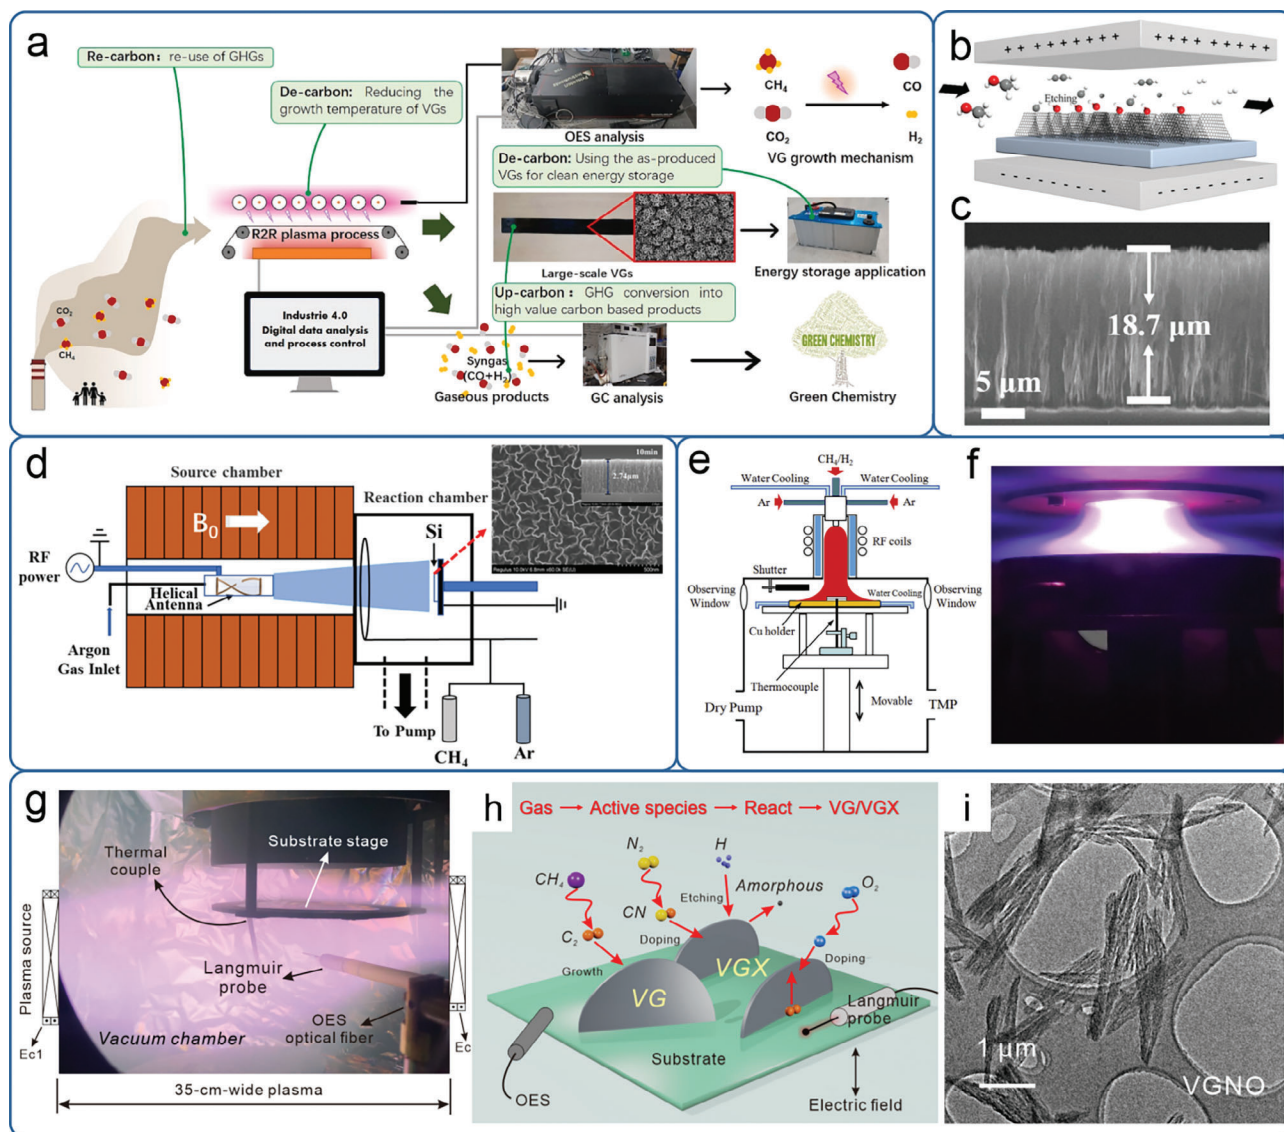 a
Re-carbon: re-use of GHGs
De-carbon: Reducing the
growth temperature of VGs
OES analysis
CH4
CO2
CO
H2
VG growth mechanism
De-carbon: Using the as-produced
VGs for clean energy storage
R2R plasma process
Large-scale VGs
Energy storage application
Up-carbon: GHG conversion into
high value carbon based products
Industrie 4.0
Digital data analysis
and process control
CO2
CH4
Syngas
(CO+H2)
Gaseous products
GC analysis
GREEN CHEMISTRY
Green Chemistry
b
Etching
c
18.7 μm
5 μm
d
Source chamber
Reaction chamber
B0
Si
RF
power
Helical
Antenna
Argon
Gas Inlet
To Pump
CH4
Ar
10min
2.74μm
500nm
e
CH4/H2
Water Cooling
Water Cooling
Ar
Ar
RF coils
Shutter
Observing
Window
Water Cooling
Observing
Window
Cu holder
Thermocouple
Movable
Dry Pump
TMP
f
g
Substrate stage
Thermal
couple
Plasma source
Langmuir
probe
OES
optical fiber
Vacuum chamber
Ec1
Ec
35-cm-wide plasma
h
Gas → Active species → React → VG/VGX
N2
H
CH4
Etching
Amorphous
O2
CN
C2
Doping
Doping
Growth
VGX
VG
Langmuir
probe
Substrate
OES
Electric field
i
1 μm
VGNO